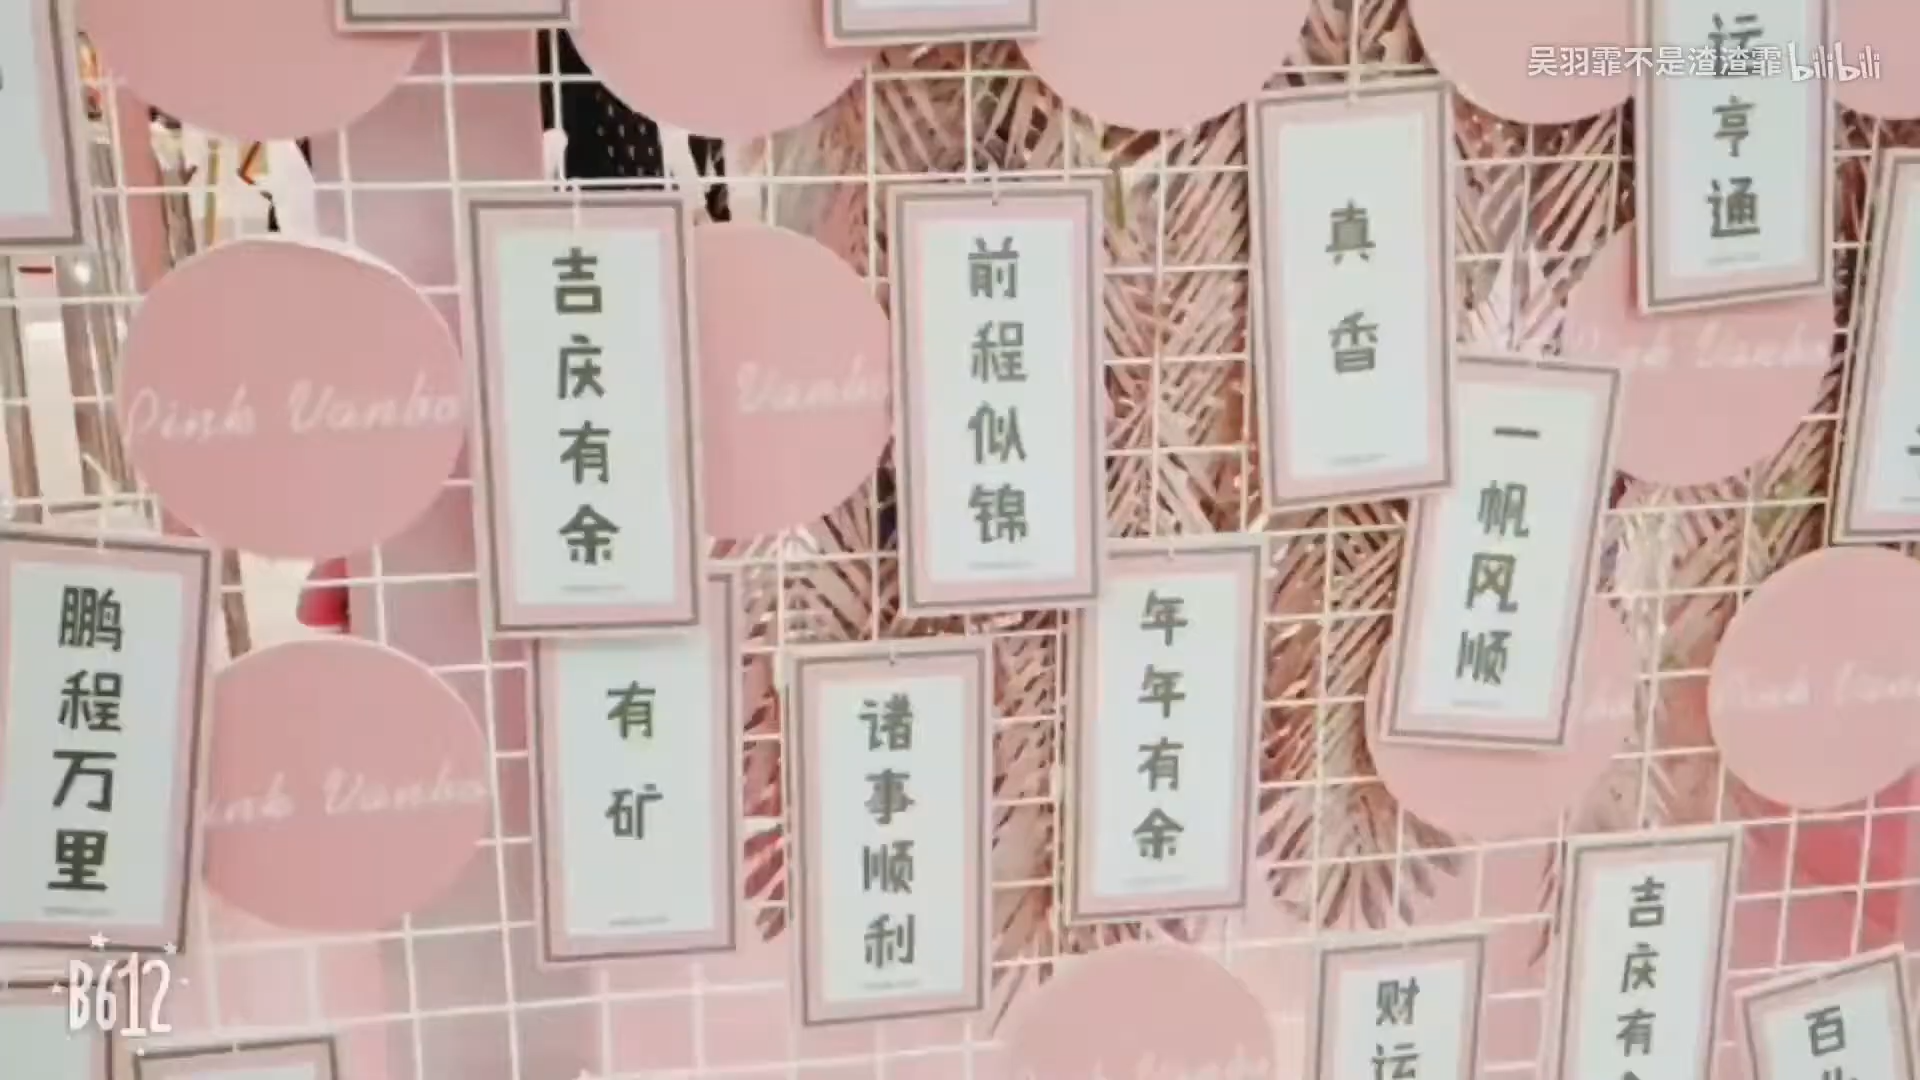 吴羽霏不是渣渣霏 bilibili
运亨通
真香
吉庆有余
前程似锦
Pink Vanbo
Vanbo
一帆风顺
鹏程万里
有矿
年年有余
诸事顺利
Vanbo
吉庆有
财运
百
B612